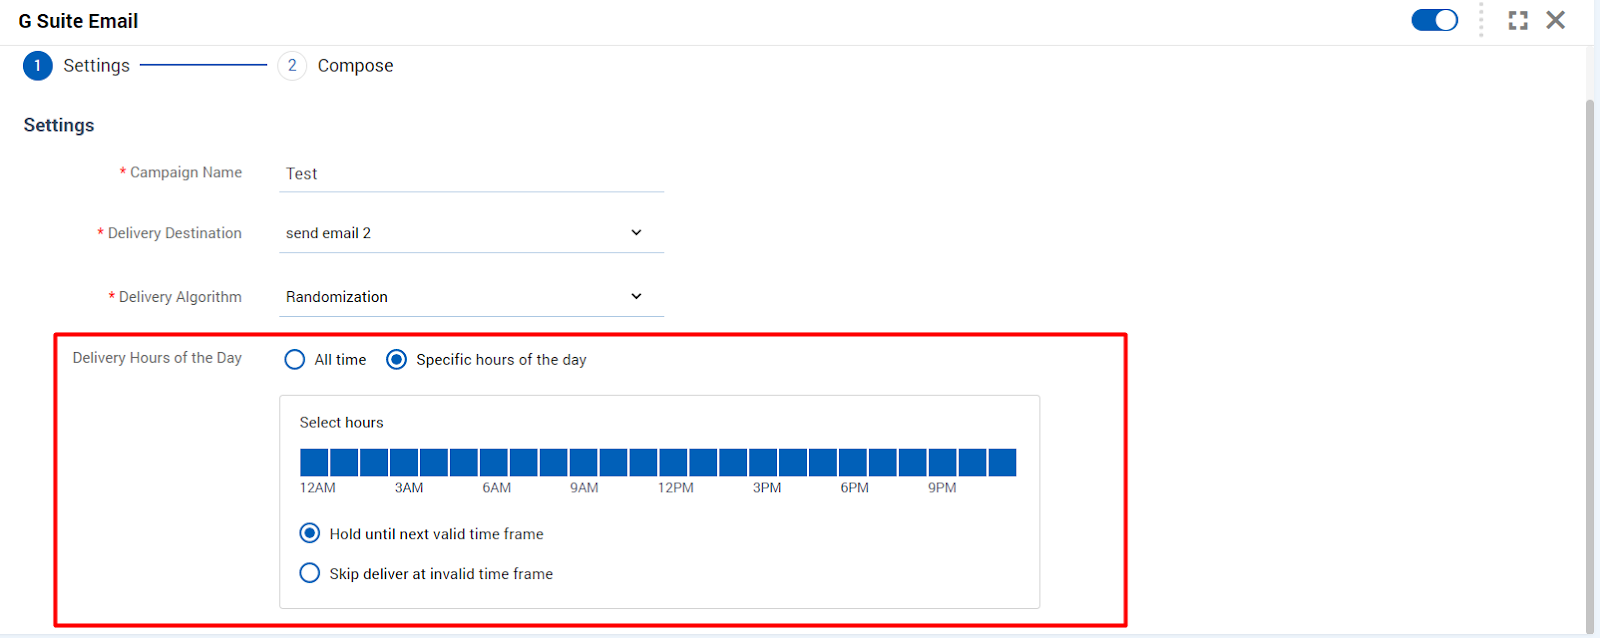 G Suite Email
1 Settings 2 Compose
Settings
* Campaign Name Test
* Delivery Destination send email 2
* Delivery Algorithm Randomization
Delivery Hours of the Day All time Specific hours of the day
Select hours
12AM 3AM 6AM 9AM 12PM 3PM 6PM 9PM
Hold until next valid time frame
Skip deliver at invalid time frame